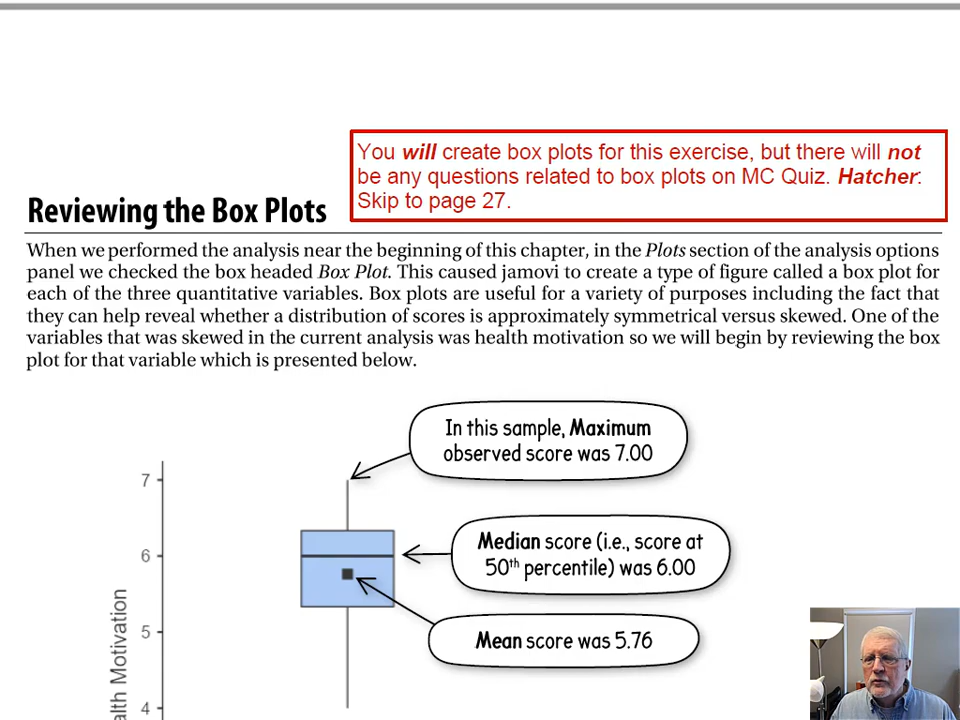 You will create box plots for this exercise, but there will not
be any questions related to box plots on MC Quiz. Hatcher:
Skip to page 27.
Reviewing the Box Plots
When we performed the analysis near the beginning of this chapter, in the Plots section of the analysis options
panel we checked the box headed Box Plot. This caused jamovi to create a type of figure called a box plot for
each of the three quantitative variables. Box plots are useful for a variety of purposes including the fact that
they can help reveal whether a distribution of scores is approximately symmetrical versus skewed. One of the
variables that was skewed in the current analysis was health motivation so we will begin by reviewing the box
plot for that variable which is presented below.
In this sample, Maximum
observed score was 7.00
7
Median score (i.e., score at
50th percentile) was 6.00
6
Mean score was 5.76
5
4
alth Motivation